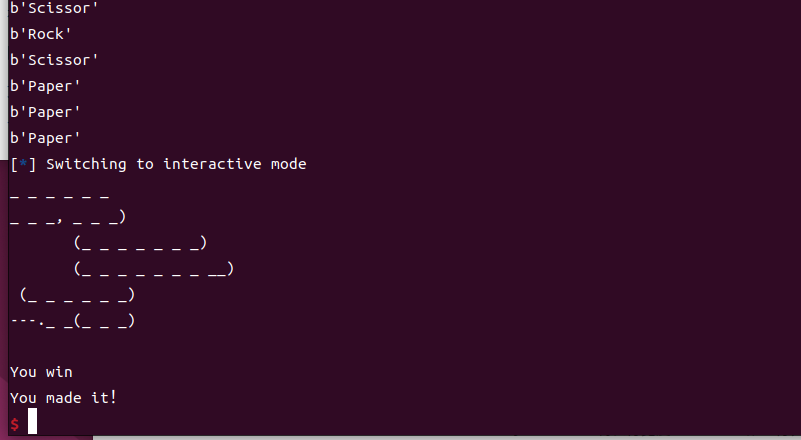 b'Scissor'
b'Rock'
b'Scissor'
b'Paper'
b'Paper'
b'Paper'
[*] Switching to interactive mode
_ _ _ _ _ _
_ _ _, _ _ _)
       (_ _ _ _ _ _ _)
       (_ _ _ _ _ _ _ __)
 (_ _ _ _ _ _)
---._ _(_ _ _)

You win
You made it!
$